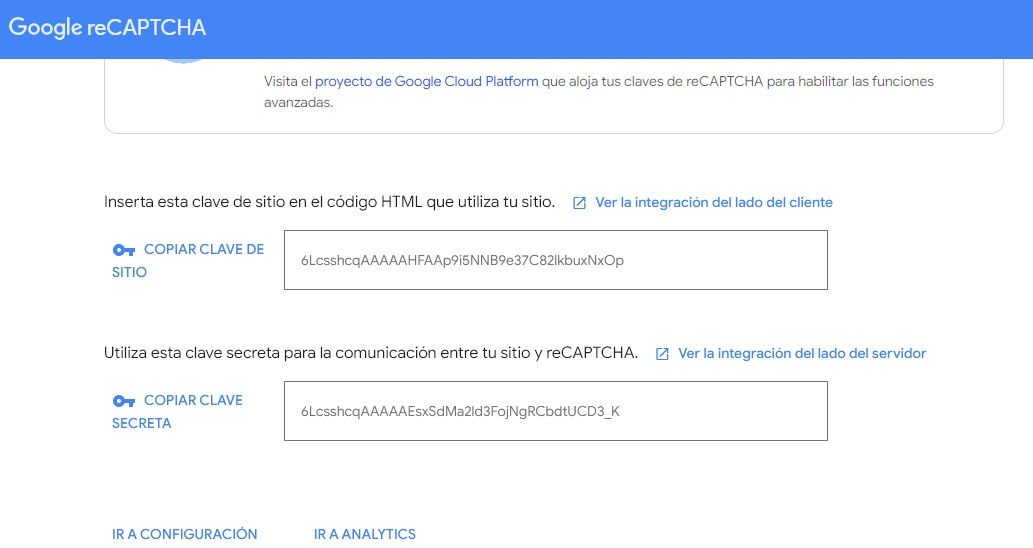 Google reCAPTCHA
Visita el proyecto de Google Cloud Platform que aloja tus claves de reCAPTCHA para habilitar las funciones
avanzadas.
Inserta esta clave de sitio en el código HTML que utiliza tu sitio. Ver la integración del lado del cliente
COPIAR CLAVE DE
SITIO
6LcsshcqAAAAAHFAAp9i5NNB9e37C82lkbuxNxOp
Utiliza esta clave secreta para la comunicación entre tu sitio y reCAPTCHA. Ver la integración del lado del servidor
COPIAR CLAVE
SECRETA
6LcsshcqAAAAAEsxSdMa2ld3FojNgRCbdtUCD3_K
IR A CONFIGURACIÓN IR A ANALYTICS